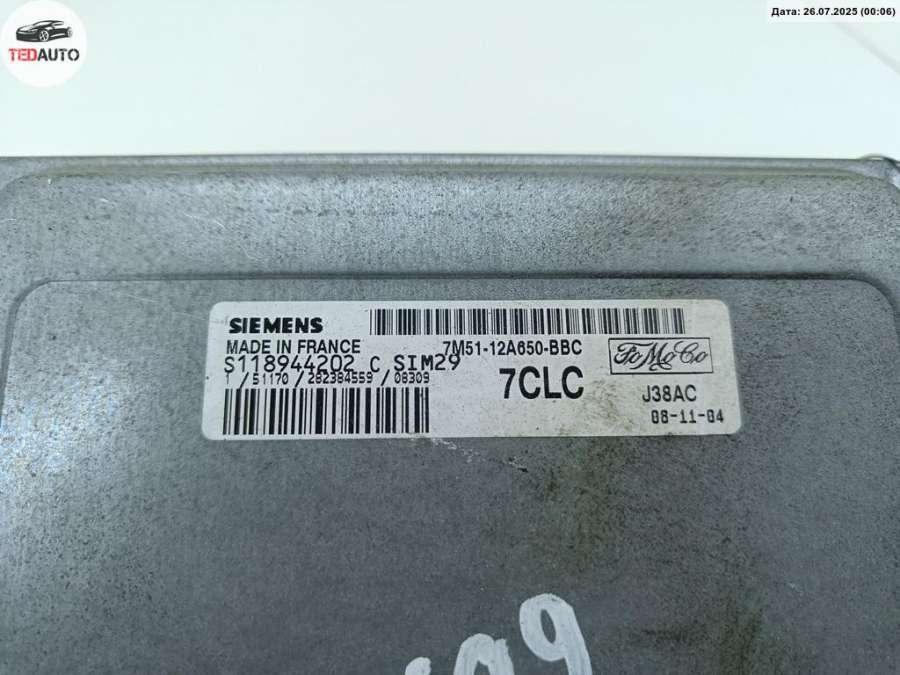 Дата: 26.07.2025 (00:06)
TEDAUTO
SIEMENS
MADE IN FRANCE
7M51-12A650-BBC
FoMoCo
S118944202 C SIM29
1 / 51170 / 282384559 / 08309
7CLC
J38AC
08-11-04